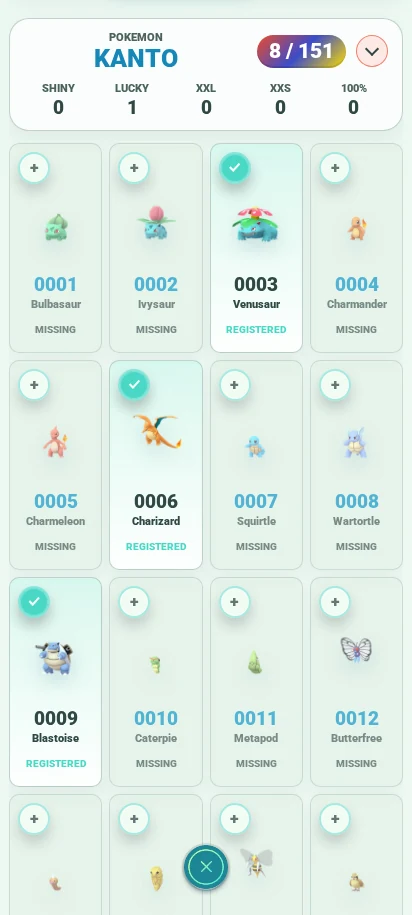 POKEMON
KANTO
8 / 151
SHINY LUCKY XXL XXS 100%
0 1 0 0 0
0001 0002 0003 0004
Bulbasaur Ivysaur Venusaur Charmander
MISSING MISSING REGISTERED MISSING
0005 0006 0007 0008
Charmeleon Charizard Squirtle Wartortle
MISSING REGISTERED MISSING MISSING
0009 0010 0011 0012
Blastoise Caterpie Metapod Butterfree
REGISTERED MISSING MISSING MISSING